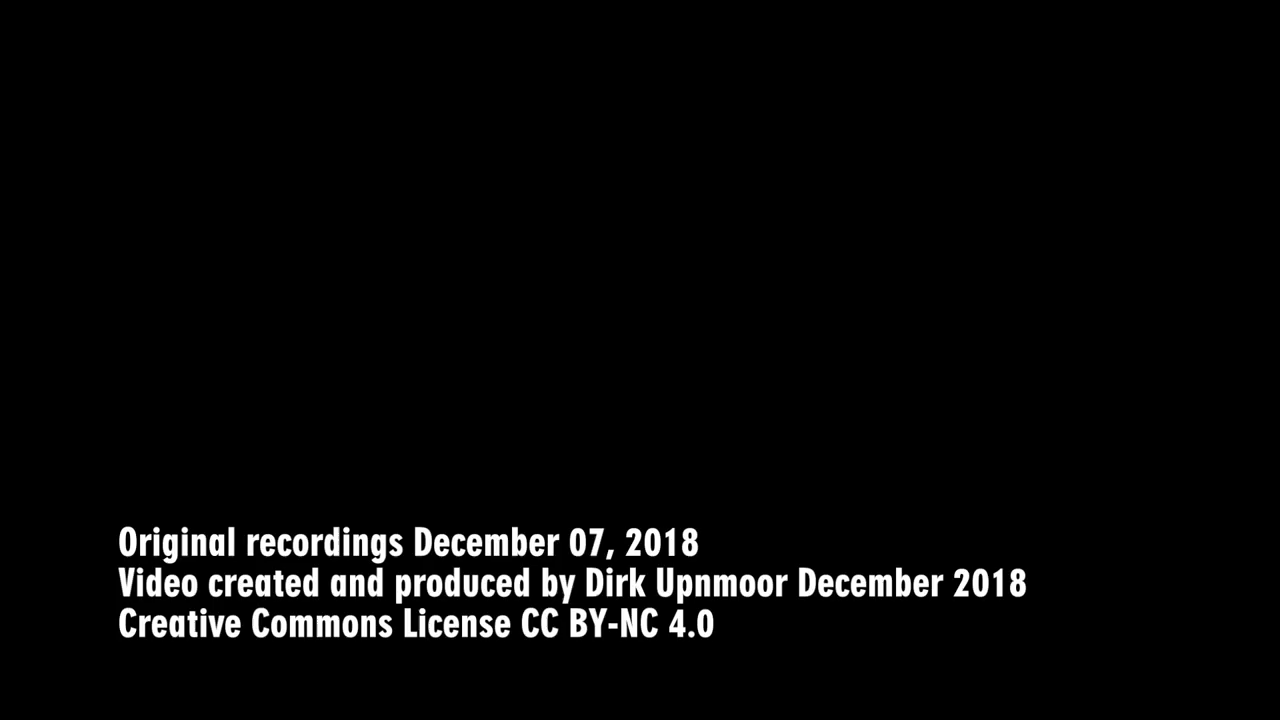 Original recordings December 07, 2018
Video created and produced by Dirk Upnmoor December 2018
Creative Commons License CC BY-NC 4.0